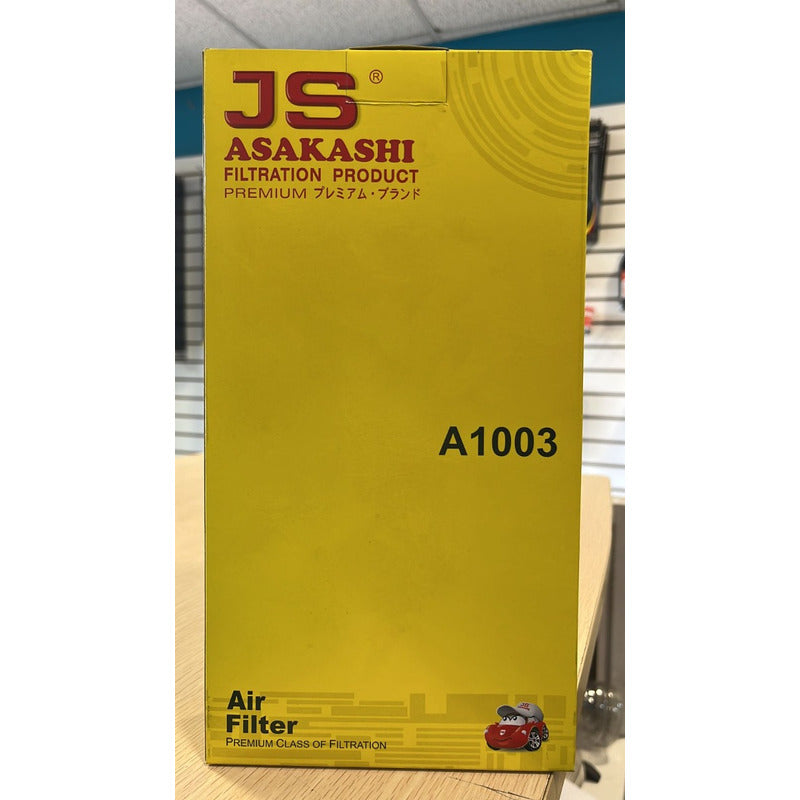 JS ®
ASAKASHI
FILTRATION PRODUCT
PREMIUM プレミアム・ブランド
A1003
Air
Filter
PREMIUM CLASS OF FILTRATION
JS